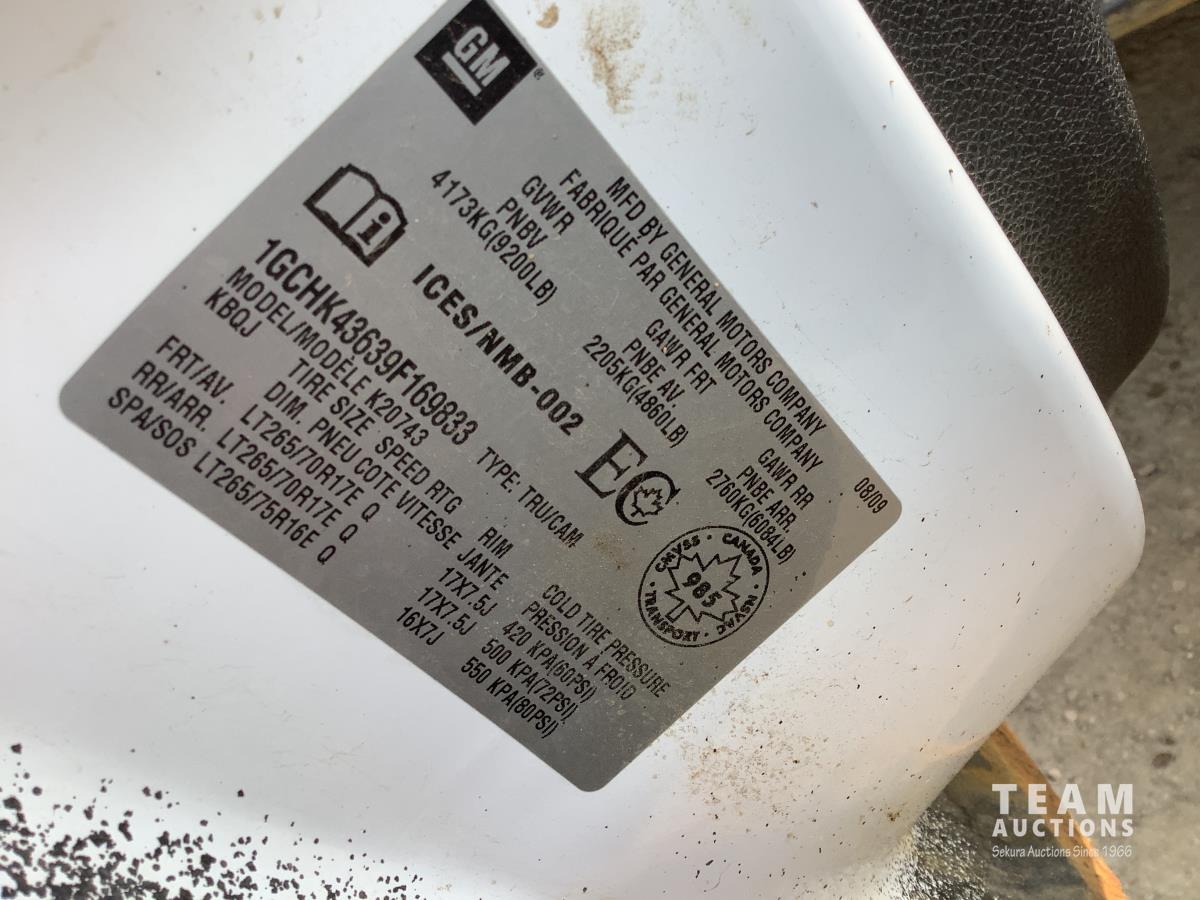 GM
®
MFD BY GENERAL MOTORS COMPANY
FABRIQUE PAR GENERAL MOTORS COMPANY
08/09
GVWR GAWR FRT GAWR RR
PNBV PNBE AV PNBE ARR.
4173KG(9200LB) 2205KG(4860LB) 2760KG(6084LB)
ICES/NMB-002
EC
CMVSS · CANADA
985
TRANSPORT · NSVAC
1GCHK43639F169833 TYPE: TRU/CAM
MODEL/MODÈLE K20743
KBQJ TIRE SIZE SPEED RTG RIM COLD TIRE PRESSURE
DIM. PNEU COTE VITESSE JANTE PRESSION À FROID
FRT/AV. LT265/70R17E Q 17X7.5J 420 KPA(60PSI)
RR/ARR. LT265/70R17E Q 17X7.5J 500 KPA(72PSI)
SPA/SOS LT265/75R16E Q 16X7J 550 KPA(80PSI)
TEAM
AUCTIONS
Sekura Auctions Since 1966